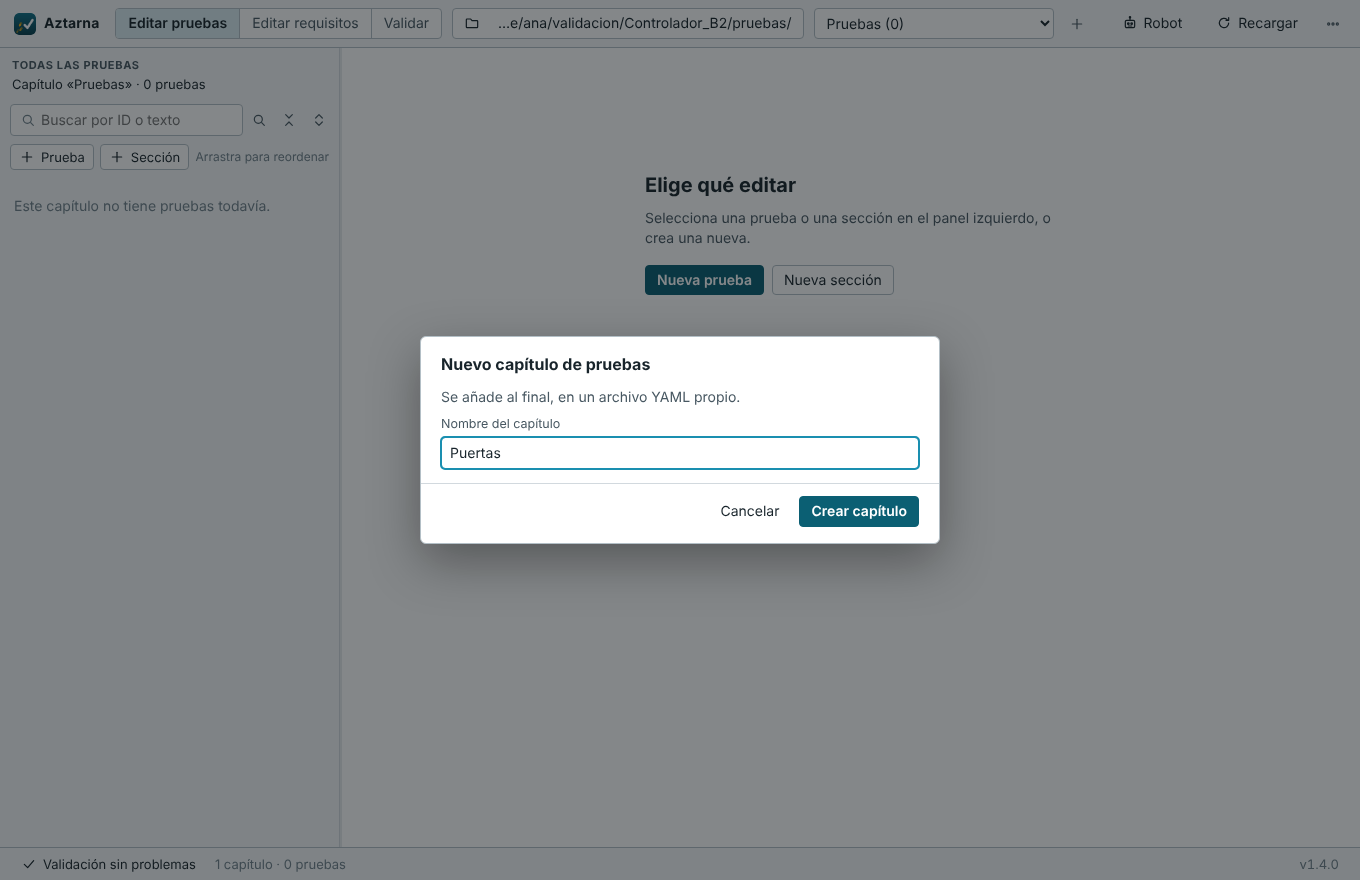 Aztarna
Editar pruebas
Editar requisitos
Validar
...e/ana/validacion/Controlador_B2/pruebas/
Pruebas (0)
Robot
Recargar
TODAS LAS PRUEBAS
Capítulo «Pruebas» · 0 pruebas
Buscar por ID o texto
Prueba
Sección
Arrastra para reordenar
Este capítulo no tiene pruebas todavía.
Elige qué editar
Selecciona una prueba o una sección en el panel izquierdo, o
crea una nueva.
Nueva prueba
Nueva sección
Nuevo capítulo de pruebas
Se añade al final, en un archivo YAML propio.
Nombre del capítulo
Puertas
Cancelar
Crear capítulo
Validación sin problemas
1 capítulo · 0 pruebas
v1.4.0